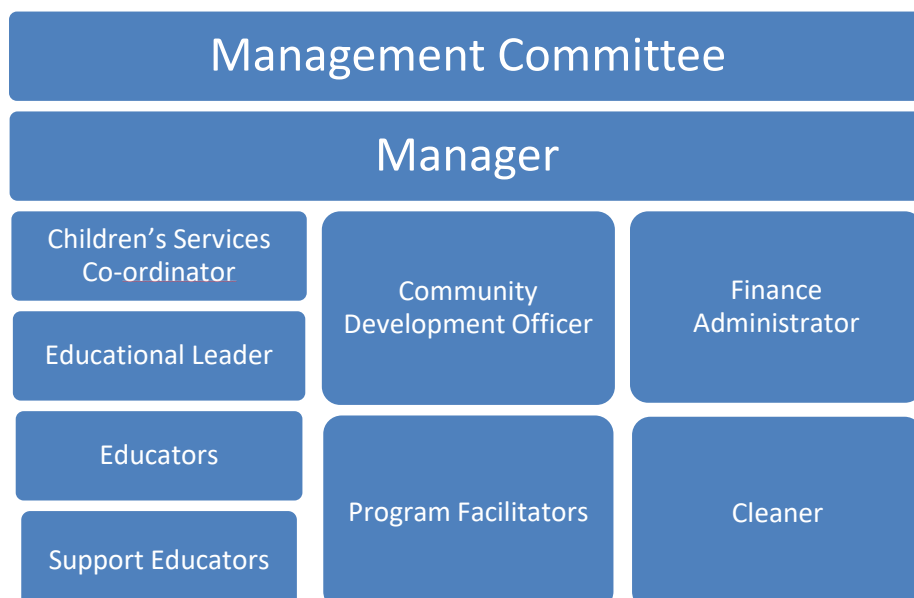 Management Committee
Manager
Children’s Services
Co-ordinator
Educational Leader
Educators
Support Educators
Community
Development Officer
Program Facilitators
Finance
Administrator
Cleaner